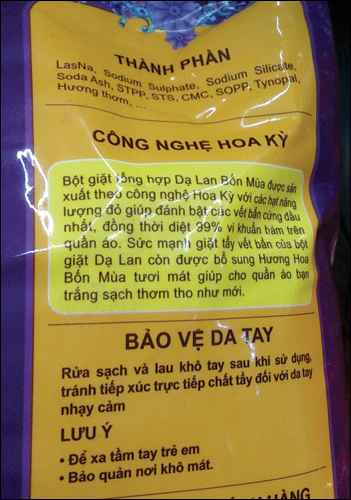 THÀNH PHẦN
LasNa, Sodium Sulphate, Sodium Silicate,
Soda Ash, STPP, STS, CMC, SOPP, Tynopal,
Hương thơm, ...
CÔNG NGHỆ HOA KỲ
Bột giặt tổng hợp Dạ Lan Bốn Mùa được sản
xuất theo công nghệ Hoa Kỳ với các hạt năng
lượng đỏ giúp đánh bật các vết bẩn cứng đầu
nhất, đồng thời diệt 99% vi khuẩn bám trên
quần áo. Sức mạnh giặt tẩy vết bẩn của bột
giặt Dạ Lan còn được bổ sung Hương Hoa
Bốn Mùa tươi mát giúp cho quần áo bạn
trắng sạch thơm tho như mới.
BẢO VỆ DA TAY
Rửa sạch và lau khô tay sau khi sử dụng,
tránh tiếp xúc trực tiếp chất tẩy đối với da tay
nhạy cảm
LƯU Ý
• Để xa tầm tay trẻ em
• Bảo quản nơi khô mát.
HÀNG